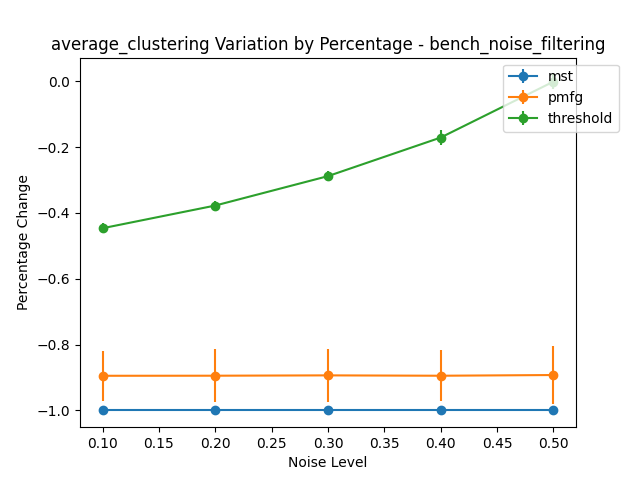 average_clustering Variation by Percentage - bench_noise_filtering
mst
pmfg
threshold
0.0
−0.2
−0.4
−0.6
−0.8
−1.0
Percentage Change
0.10
0.15
0.20
0.25
0.30
0.35
0.40
0.45
0.50
Noise Level